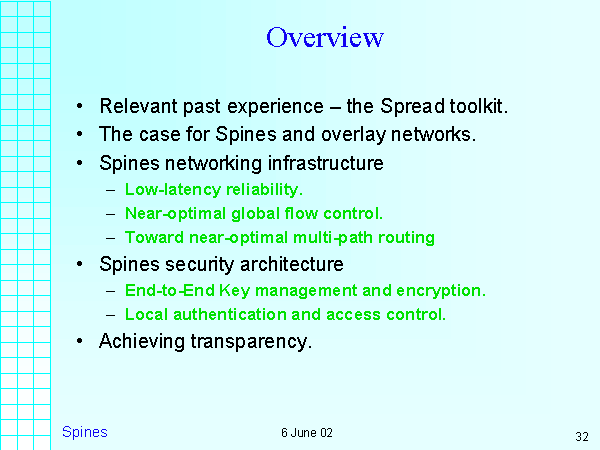 Overview
• Relevant past experience – the Spread toolkit.
• The case for Spines and overlay networks.
• Spines networking infrastructure
– Low-latency reliability.
– Near-optimal global flow control.
– Toward near-optimal multi-path routing
• Spines security architecture
– End-to-End Key management and encryption.
– Local authentication and access control.
• Achieving transparency.
Spines
6 June 02
32